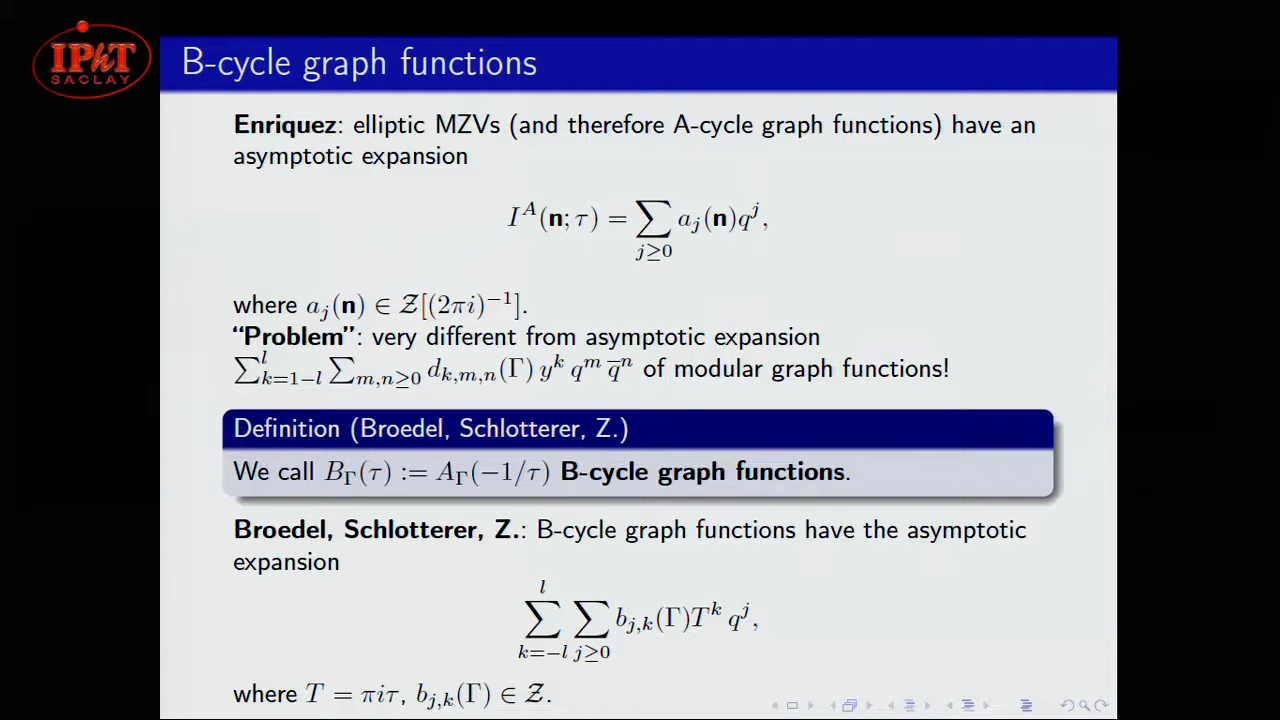 IPhT
SACLAY
B-cycle graph functions
Enriquez: elliptic MZVs (and therefore A-cycle graph functions) have an
asymptotic expansion
I^A(n; τ) = ∑_{j≥0} a_j(n)q^j,
where a_j(n) ∈ 𝒵[(2πi)^{−1}].
“Problem”: very different from asymptotic expansion
∑_{k=1−l}^{l} ∑_{m,n≥0} d_{k,m,n}(Γ) y^k q^m q̅^n of modular graph functions!
Definition (Broedel, Schlotterer, Z.)
We call B_Γ(τ) := A_Γ(−1/τ) B-cycle graph functions.
Broedel, Schlotterer, Z.: B-cycle graph functions have the asymptotic
expansion
∑_{k=−l}^{l} ∑_{j≥0} b_{j,k}(Γ)T^k q^j,
where T = πiτ, b_{j,k}(Γ) ∈ 𝒵.